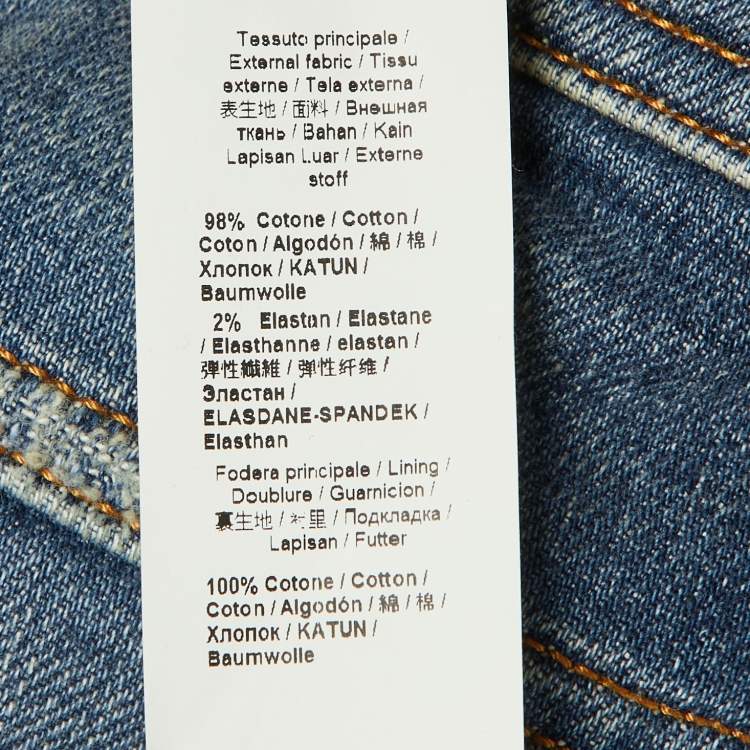 Tessuto principale /
External fabric / Tissu
externe / Tela externa /
表生地 / 面料 / Внешная
ткань / Bahan / Kain
Lapisan Luar / Externe
stoff
98% Cotone / Cotton /
Coton / Algodón / 綿 / 棉 /
Хлопок / KATUN /
Baumwolle
2% Elastan / Elastane
/ Elasthanne / elastan /
弾性繊維 / 弹性纤维 /
Эластан /
ELASDANE-SPANDEK /
Elasthan
Fodera principale / Lining /
Doublure / Guarnicion /
裏生地 / 衬里 / Подкладка /
Lapisan / Futter
100% Cotone / Cotton /
Coton / Algodón / 綿 / 棉 /
Хлопок / KATUN /
Baumwolle